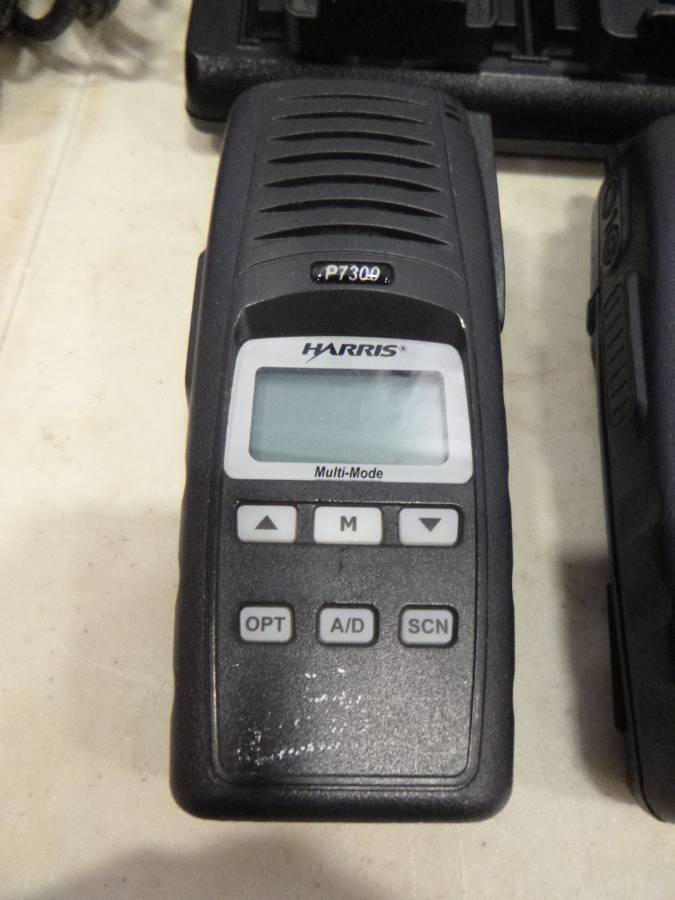 P7300
HARRIS®
Multi-Mode
M
OPT A/D SCN